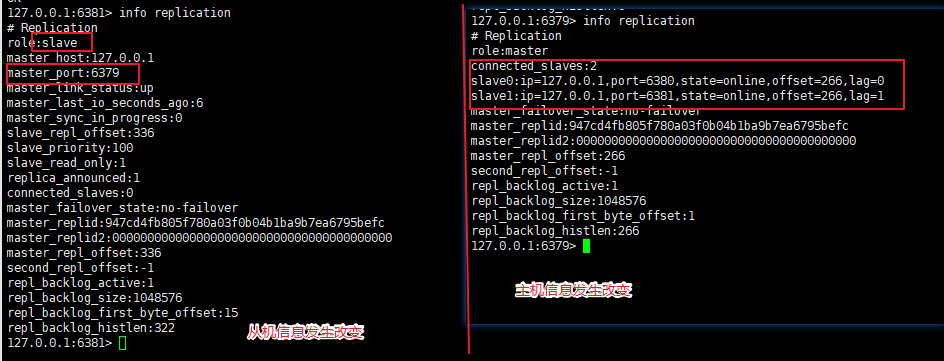 127.0.0.1:6381> info replication
# Replication
role:slave
master_host:127.0.0.1
master_port:6379
master_link_status:up
master_last_io_seconds_ago:6
master_sync_in_progress:0
slave_repl_offset:336
slave_priority:100
slave_read_only:1
replica_announced:1
connected_slaves:0
master_failover_state:no-failover
master_replid:947cd4fb805f780a03f0b04b1ba9b7ea6795befc
master_replid2:0000000000000000000000000000000000000000
master_repl_offset:336
second_repl_offset:-1
repl_backlog_active:1
repl_backlog_size:1048576
repl_backlog_first_byte_offset:15
repl_backlog_histlen:322
127.0.0.1:6381>
从机信息发生改变
127.0.0.1:6379> info replication
# Replication
role:master
connected_slaves:2
slave0:ip=127.0.0.1,port=6380,state=online,offset=266,lag=0
slave1:ip=127.0.0.1,port=6381,state=online,offset=266,lag=1
master_failover_state:no-failover
master_replid:947cd4fb805f780a03f0b04b1ba9b7ea6795befc
master_replid2:0000000000000000000000000000000000000000
master_repl_offset:266
second_repl_offset:-1
repl_backlog_active:1
repl_backlog_size:1048576
repl_backlog_first_byte_offset:1
repl_backlog_histlen:266
127.0.0.1:6379>
主机信息发生改变